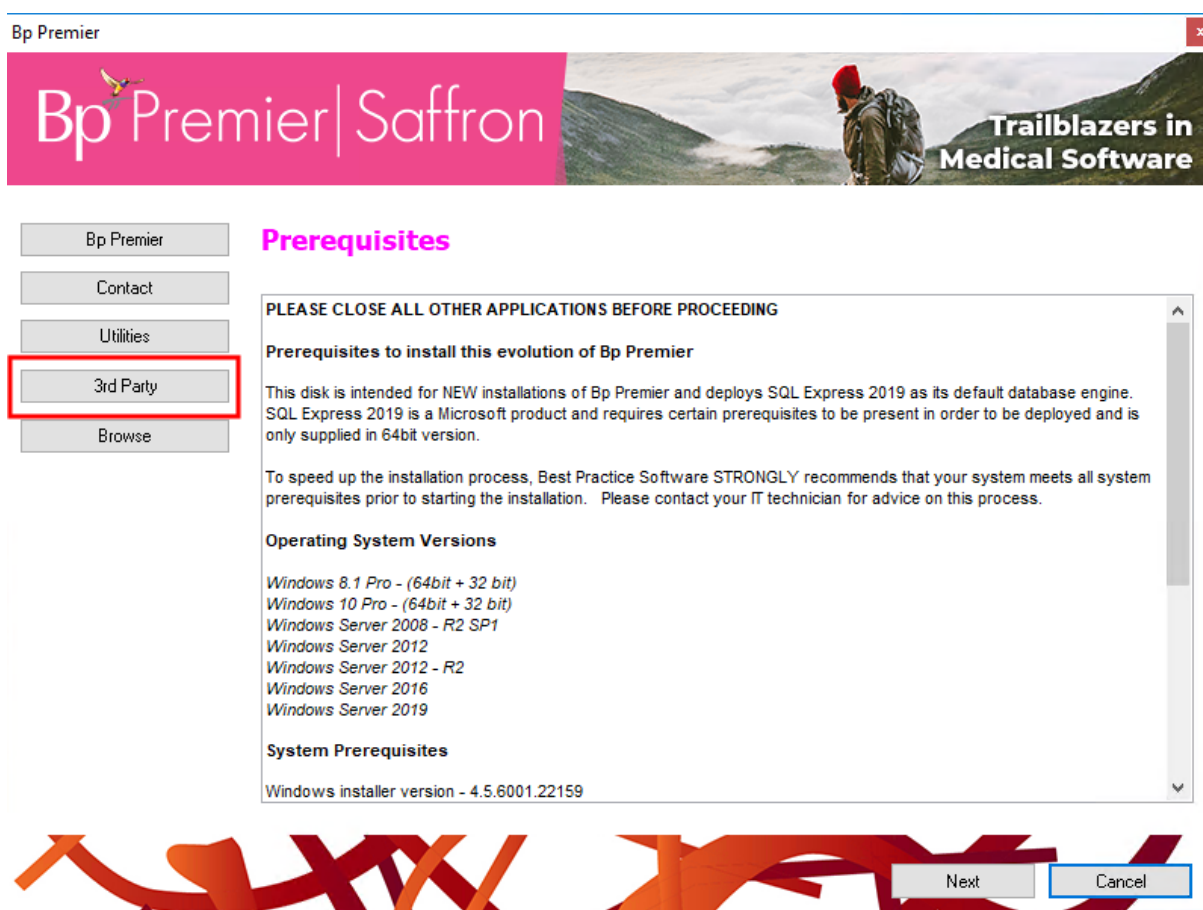 Bp Premier
x
Bp Premier | Saffron
Trailblazers in
Medical Software
Bp Premier
Contact
Utilities
3rd Party
Browse
Prerequisites
PLEASE CLOSE ALL OTHER APPLICATIONS BEFORE PROCEEDING
Prerequisites to install this evolution of Bp Premier
This disk is intended for NEW installations of Bp Premier and deploys SQL Express 2019 as its default database engine.
SQL Express 2019 is a Microsoft product and requires certain prerequisites to be present in order to be deployed and is
only supplied in 64bit version.
To speed up the installation process, Best Practice Software STRONGLY recommends that your system meets all system
prerequisites prior to starting the installation.   Please contact your IT technician for advice on this process.
Operating System Versions
Windows 8.1 Pro - (64bit + 32 bit)
Windows 10 Pro - (64bit + 32 bit)
Windows Server 2008 - R2 SP1
Windows Server 2012
Windows Server 2012 - R2
Windows Server 2016
Windows Server 2019
System Prerequisites
Windows installer version - 4.5.6001.22159
Next
Cancel